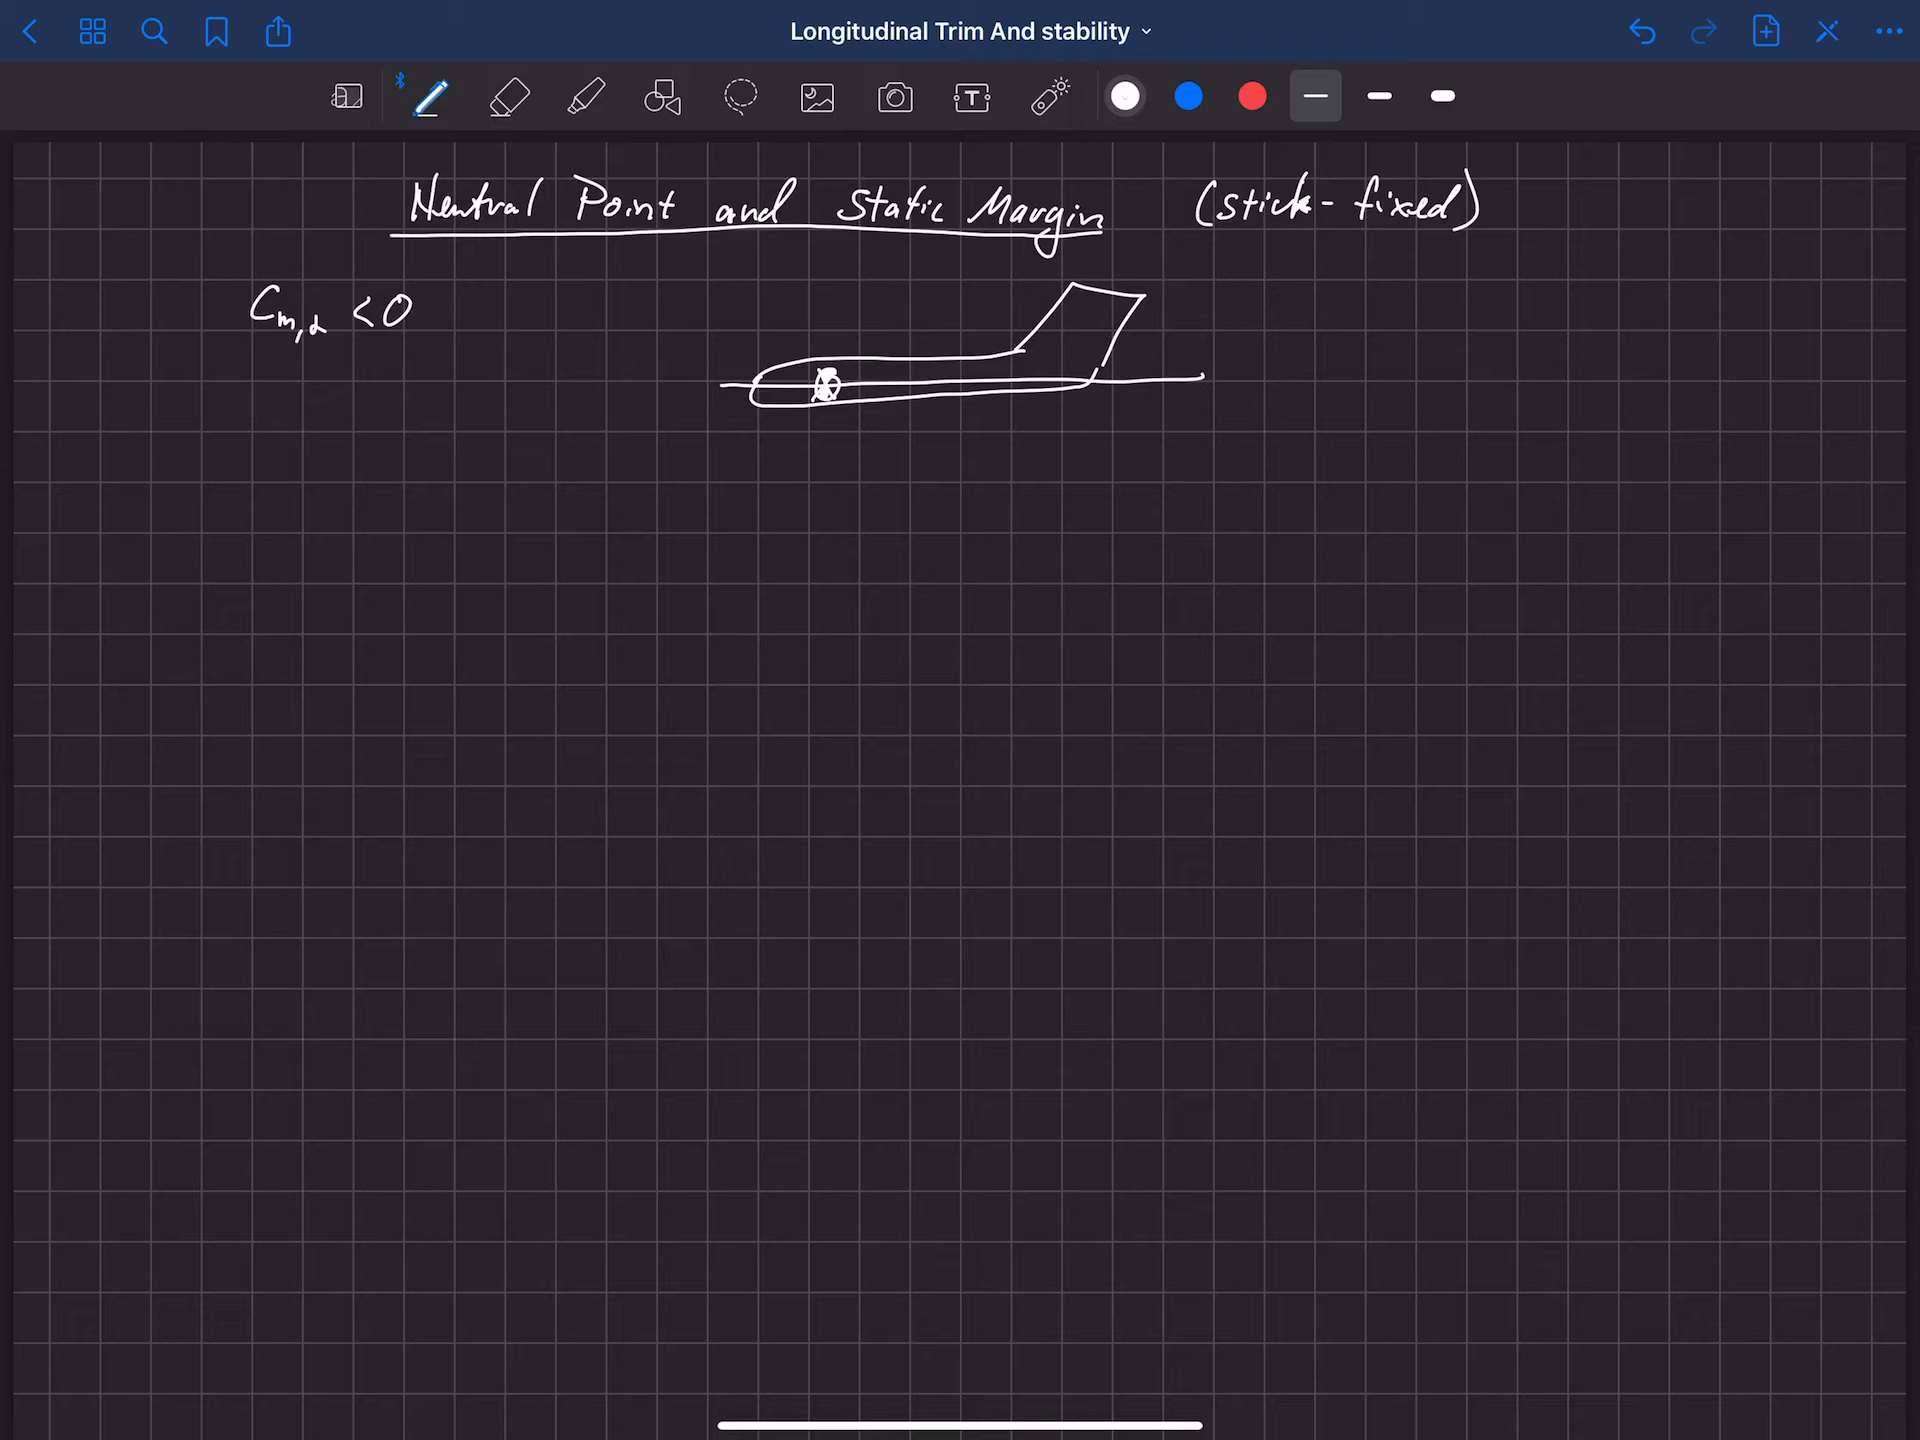 Longitudinal Trim And stability
Neutral Point and Static Margin (stick-fixed)
Cm,α <0